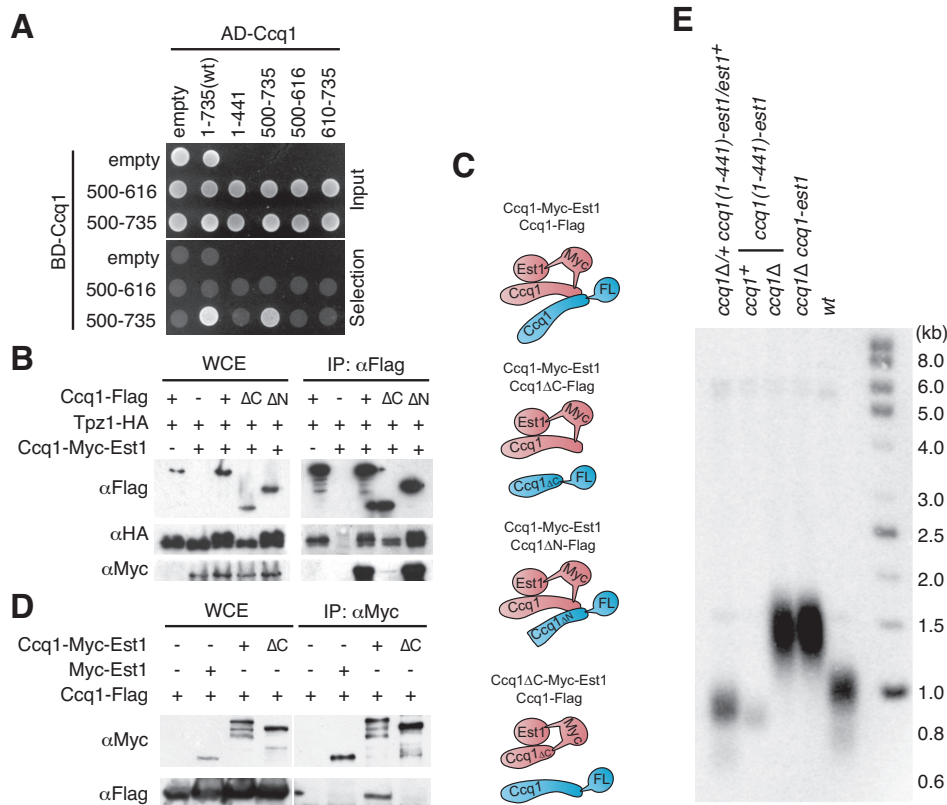 A
AD-Ccq1
empty
1-735(wt)
1-441
500-735
500-616
610-735
BD-Ccq1
empty
500-616
500-735
Input
empty
500-616
500-735
Selection
B
WCE
IP: αFlag
Ccq1-Flag + - + ΔC ΔN + - + ΔC ΔN
Tpz1-HA + + + + + + + + + +
Ccq1-Myc-Est1 - + + + + - + + + +
αFlag
αHA
αMyc
D
WCE
IP: αMyc
Ccq1-Myc-Est1 - - + ΔC - - + ΔC
Myc-Est1 - + - - - + - -
Ccq1-Flag + + + + + + + +
αMyc
αFlag
C
Ccq1-Myc-Est1
Ccq1-Flag
Est1
Myc
Ccq1
FL
Ccq1
Ccq1-Myc-Est1
Ccq1ΔC-Flag
Est1
Myc
Ccq1
Ccq1ΔC
FL
Ccq1-Myc-Est1
Ccq1ΔN-Flag
Est1
Myc
Ccq1
FL
Ccq1ΔN
Ccq1ΔC-Myc-Est1
Ccq1-Flag
Est1
Myc
Ccq1ΔC
Ccq1
FL
E
ccq1Δ/+ ccq1(1-441)-est1/est1+
ccq1+
ccq1Δ
ccq1(1-441)-est1
ccq1Δ ccq1-est1
wt
(kb)
8.0
6.0
5.0
4.0
3.0
2.5
2.0
1.5
1.0
0.8
0.6